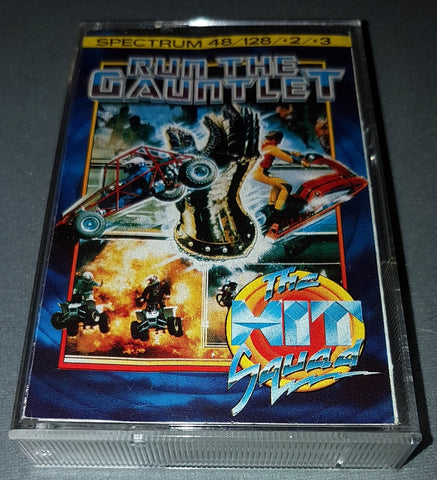 SPECTRUM 48/128/+2/+3
RUN THE
GAUNTLET
The
HIT
Squad